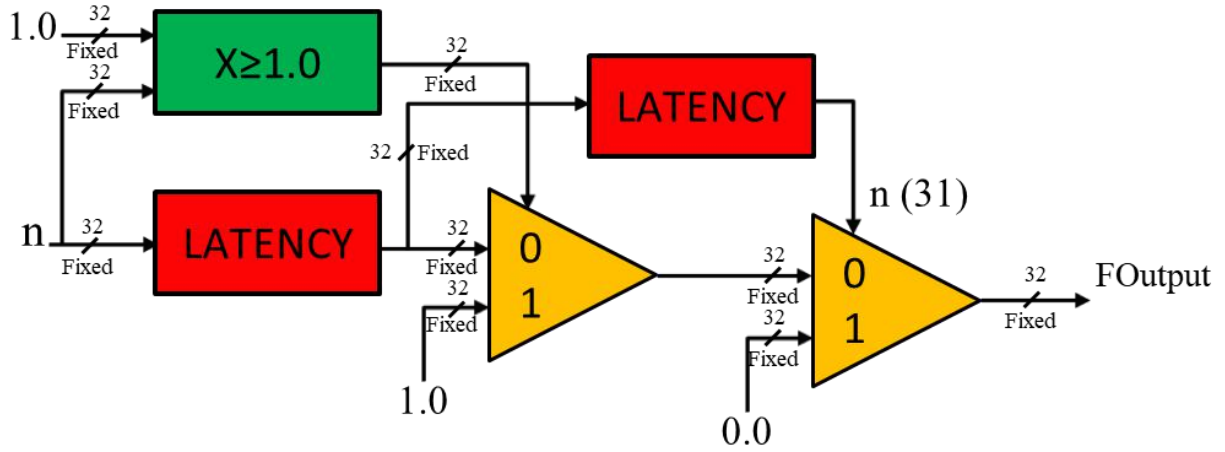 1.0
32
Fixed
32
Fixed
X≥1.0
32
Fixed
LATENCY
32
Fixed
n (31)
n
32
Fixed
LATENCY
32
Fixed
32
Fixed
0
1
1.0
32
Fixed
32
Fixed
0
1
0.0
32
Fixed
FOutput